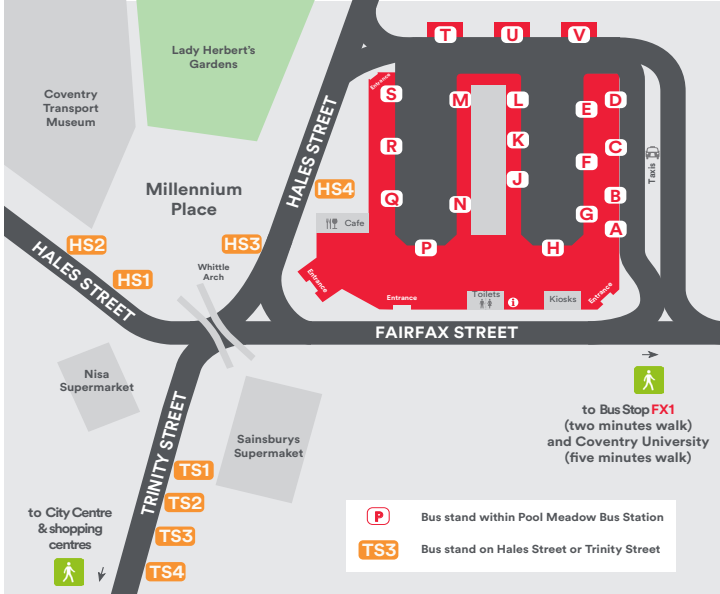 Lady Herbert's
Gardens
Coventry
Transport
Museum
T
U
V
Entrance
S
M
L
E
D
R
K
F
C
J
Taxis
HALES STREET
Millennium
Place
HS4
Q
N
G
B
A
Cafe
P
H
HS2
HS3
HS1
HALES STREET
Whittle
Arch
Entrance
Entrance
Toilets
i
Kiosks
Entrance
FAIRFAX STREET
Nisa
Supermarket
to Bus Stop FX1
(two minutes walk)
and Coventry University
(five minutes walk)
TRINITY STREET
Sainsburys
Supermaket
TS1
TS2
TS3
TS4
to City Centre
& shopping
centres
P Bus stand within Pool Meadow Bus Station
TS3 Bus stand on Hales Street or Trinity Street